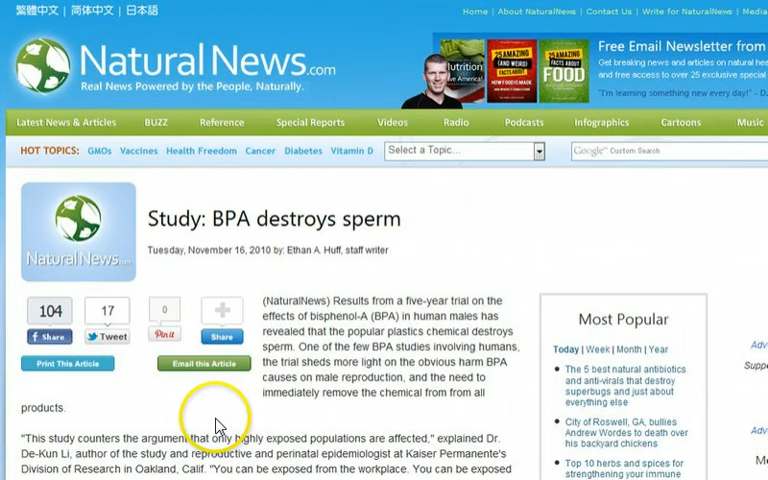 繁體中文 | 简体中文 | 日本語
Home | About NaturalNews | Contact Us | Write for NaturalNews | Media
NaturalNews.com
Real News Powered by the People, Naturally.
Nutrition
25 AMAZING
FACTS ABOUT
25 AMAZING
FACTS ABOUT
FOOD
Free Email Newsletter from
Get breaking news and articles on natural hea
and free access to over 25 exclusive special
"I'm learning something new every day!" - D
Latest News & Articles BUZZ Reference Special Reports Videos Radio Podcasts Infographics Cartoons Music
HOT TOPICS: GMOs Vaccines Health Freedom Cancer Diabetes Vitamin D Select a Topic... Google™ Custom Search
NaturalNews.com
Study: BPA destroys sperm
Tuesday, November 16, 2010 by: Ethan A. Huff, staff writer
104 17 0 +
Share Tweet Pin it Share
Print This Article Email this Article
(NaturalNews) Results from a five-year trial on the
effects of bisphenol-A (BPA) in human males has
revealed that the popular plastics chemical destroys
sperm. One of the few BPA studies involving humans,
the trial sheds more light on the obvious harm BPA
causes on male reproduction, and the need to
immediately remove the chemical from from all
products.
"This study counters the argument that only highly exposed populations are affected," explained Dr.
De-Kun Li, author of the study and reproductive and perinatal epidemiologist at Kaiser Permanente's
Division of Research in Oakland, Calif. "You can be exposed from the workplace. You can be exposed
Most Popular
Today | Week | Month | Year
The 5 best natural antibiotics
and anti-virals that destroy
superbugs and just about
everything else
City of Roswell, GA, bullies
Andrew Wordes to death over
his backyard chickens
Top 10 herbs and spices for
strengthening your immune
Adv
Suppo
Adv